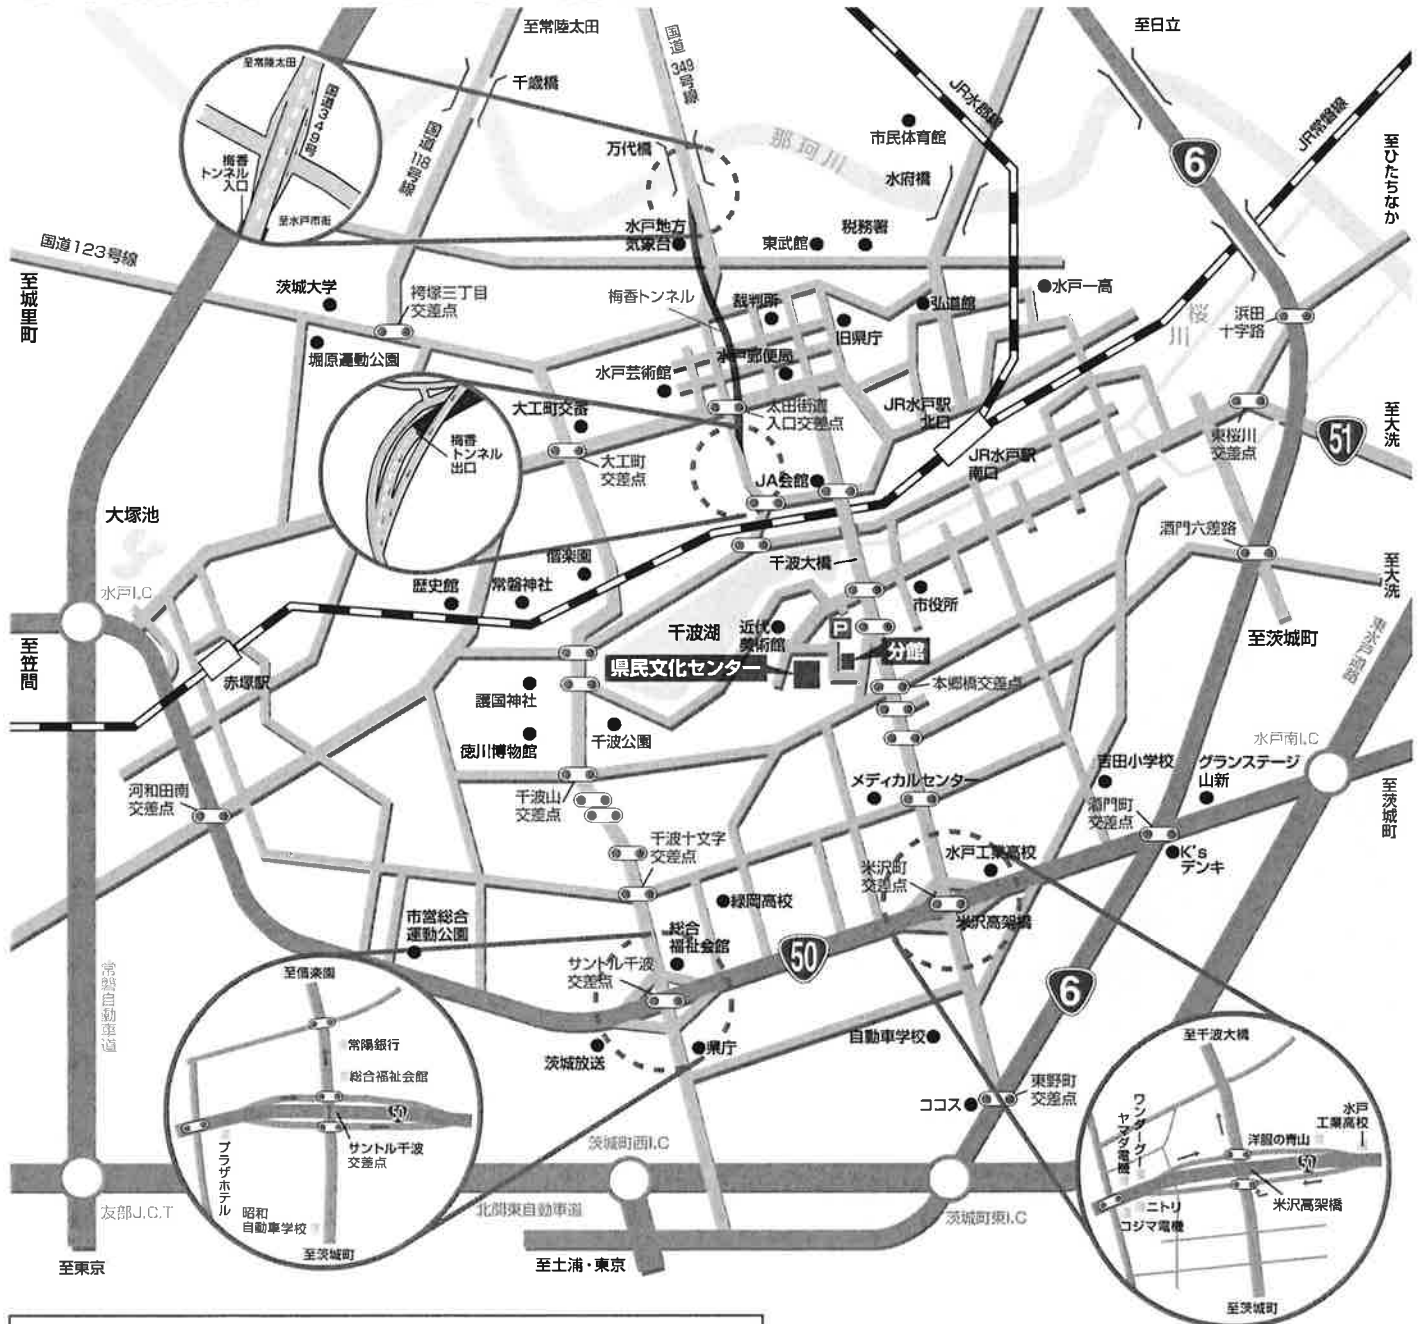 至常陸太田
国道
349
号線
至日立
至常陸太田
国道349号
梅香
トンネル
入口
至水戸市街
千歳橋
国道118号線
万代橋
那珂川
市民体育館
JR水郡線
水府橋
6
JR常磐線
至ひたちなか
国道123号線
至城里町
水戸地方
気象台
東武館
税務署
茨城大学
袴塚三丁目
交差点
梅香トンネル
裁判所
弘道館
水戸一高
桜川
浜田
十字路
堀原運動公園
旧県庁
水戸郵便局
水戸芸術館
大工町交番
太田街道
入口交差点
JR水戸駅
北口
至大洗
51
東桜川
交差点
梅香
トンネル
出口
大工町
交差点
JA会館
JR水戸駅
南口
大塚池
酒門六差路
水戸I.C
偕楽園
千波大橋
歴史館
常磐神社
市役所
至大洗
至笠間
千波湖
近代
美術館
P
分館
県民文化センター
至茨城町
東水戸道路
赤塚駅
護国神社
本郷橋交差点
徳川博物館
千波公園
水戸南I.C
河和田南
交差点
千波山
交差点
メディカルセンター
吉田小学校
グランステージ
山新
至茨城町
酒門町
交差点
千波十文字
交差点
水戸工業高校
K's
デンキ
米沢町
交差点
緑岡高校
米沢高架橋
市営総合
運動公園
総合
福祉会館
50
サントル千波
交差点
6
常磐自動車道
至偕楽園
常陽銀行
総合福祉会館
50
サントル千波
交差点
プラザホテル
昭和
自動車学校
至茨城町
茨城放送
県庁
自動車学校
ココス
東野町
交差点
至千波大橋
ワンダーグー
ヤマダ電機
水戸
工業高校
洋服の青山
50
ニトリ
コジマ電機
米沢高架橋
至茨城町
茨城町西I.C
友部J.C.T
北関東自動車道
茨城町東I.C
至東京
至土浦・東京